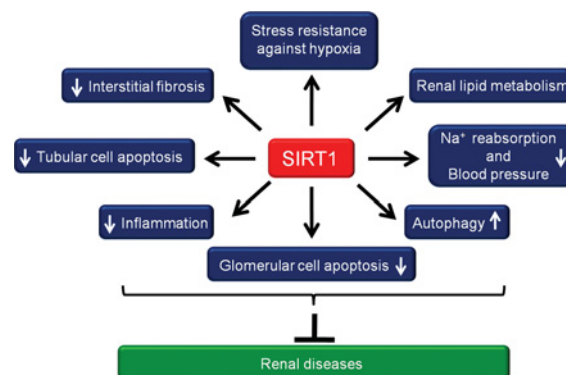 Stress resistance
against hypoxia
↓ Interstitial fibrosis
Renal lipid metabolism
↓ Tubular cell apoptosis
SIRT1
Na⁺ reabsorption
and
Blood pressure ↓
↓ Inflammation
Autophagy ↑
Glomerular cell apoptosis ↓
Renal diseases